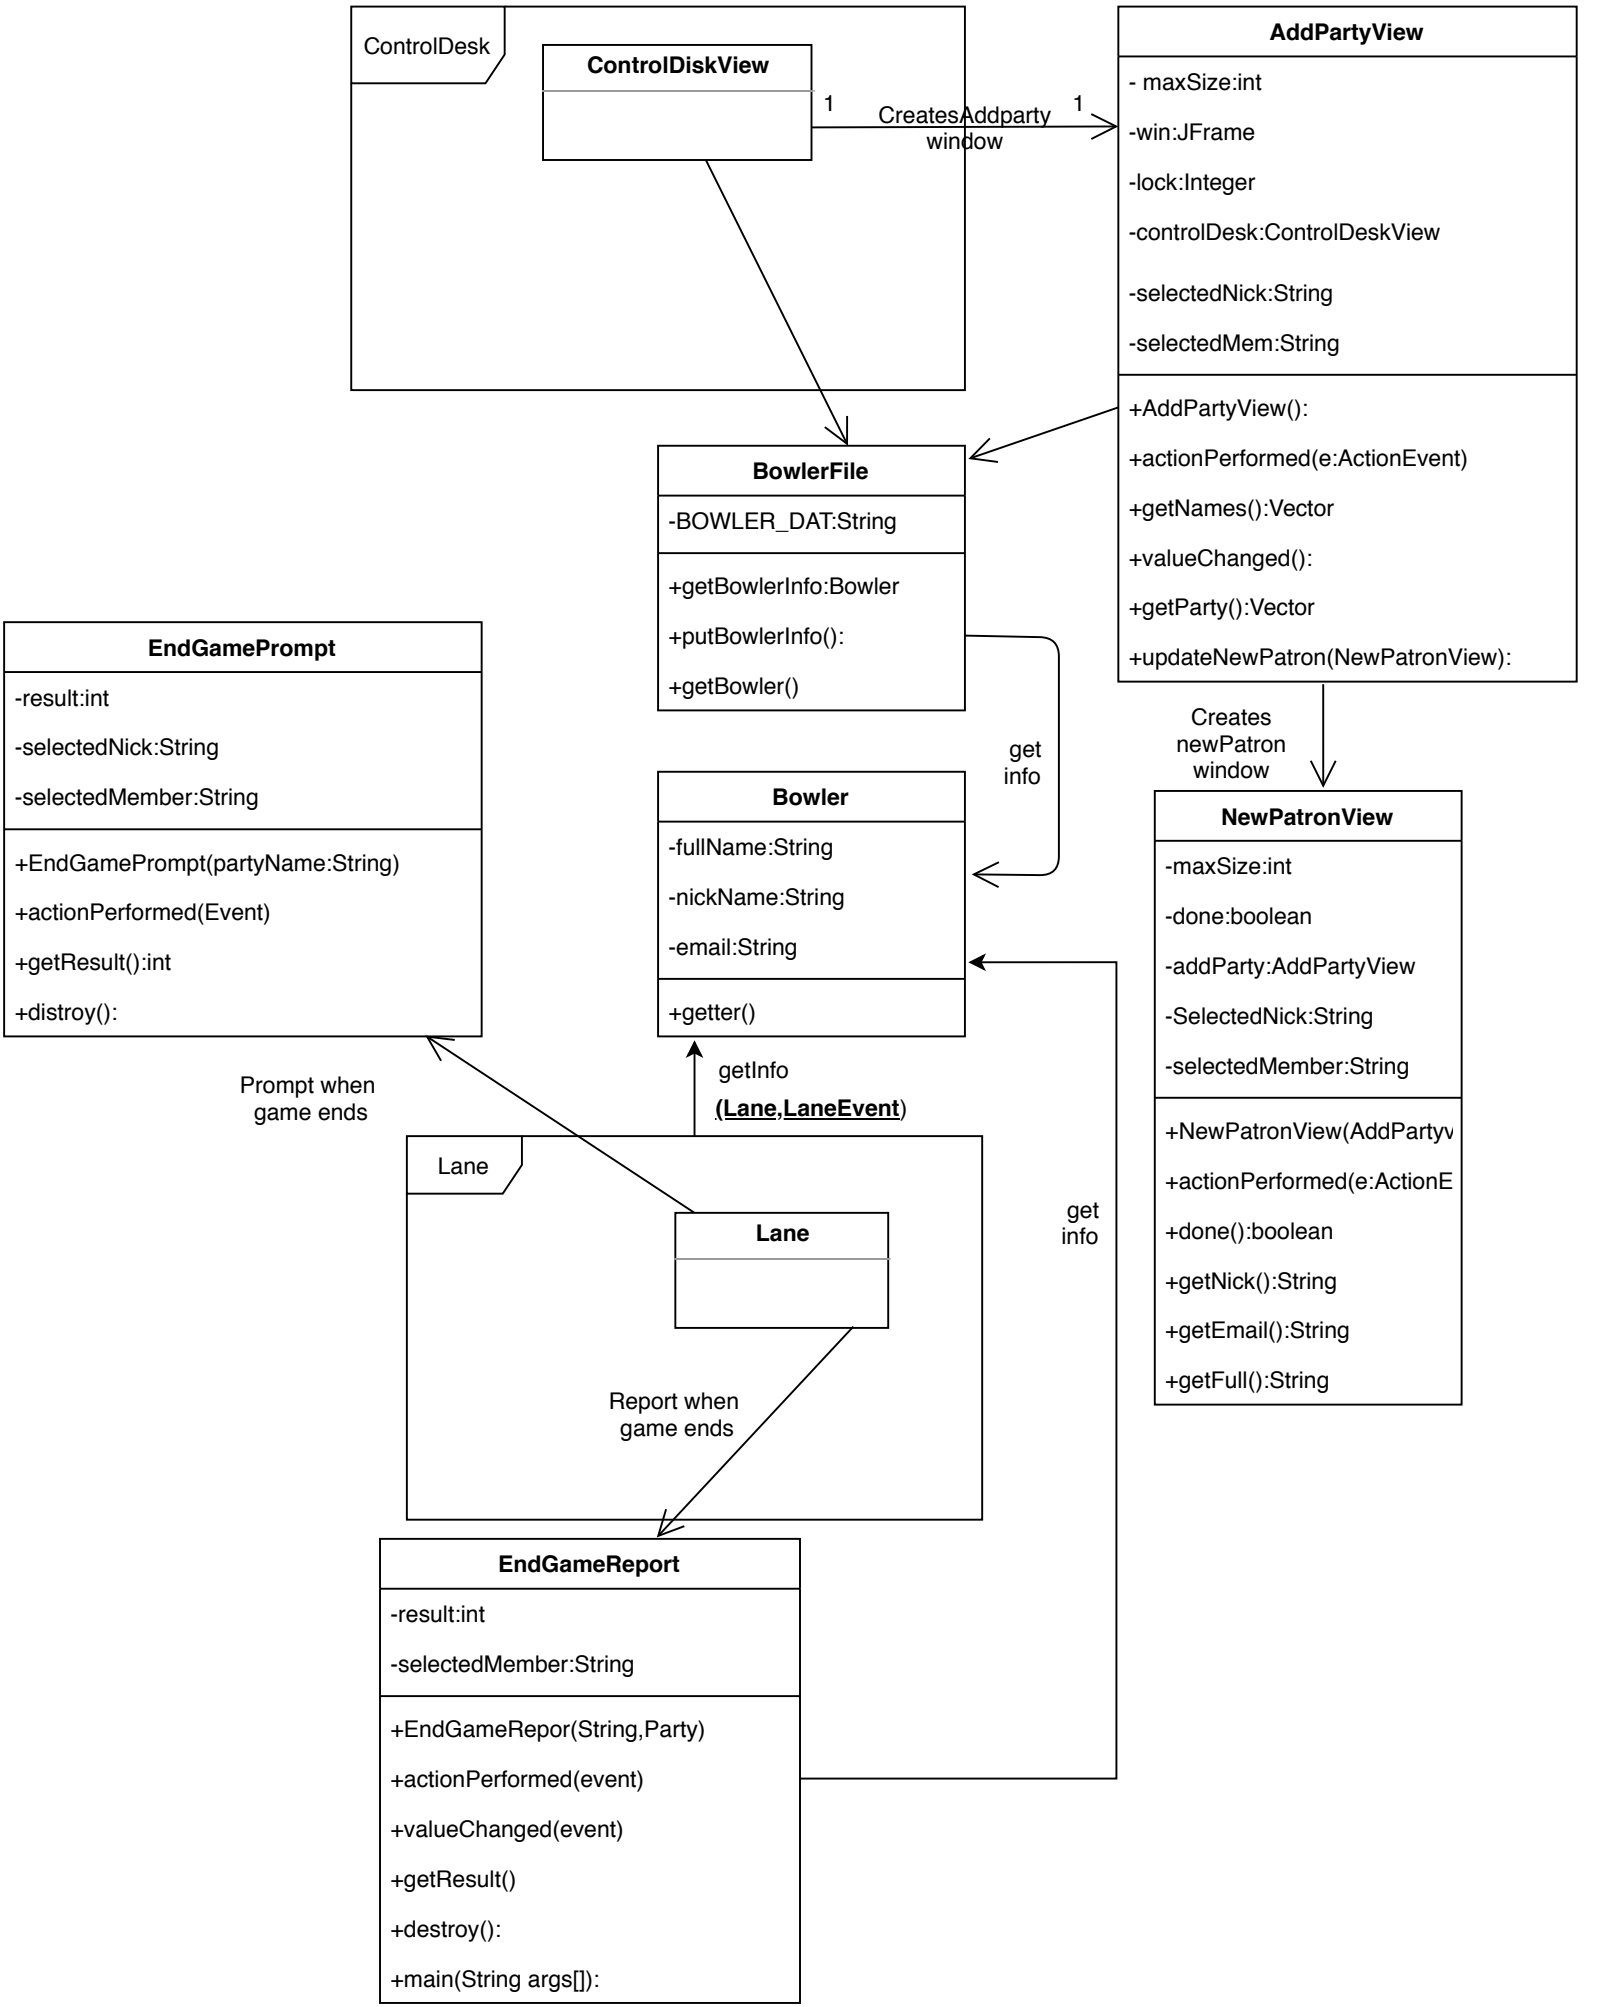 ControlDesk
ControlDiskView
1
CreatesAddparty
window
1
AddPartyView
- maxSize:int
-win:JFrame
-lock:Integer
-controlDesk:ControlDeskView
-selectedNick:String
-selectedMem:String
+AddPartyView():
+actionPerformed(e:ActionEvent)
+getNames():Vector
+valueChanged():
+getParty():Vector
+updateNewPatron(NewPatronView):
BowlerFile
-BOWLER_DAT:String
+getBowlerInfo:Bowler
+putBowlerInfo():
+getBowler()
EndGamePrompt
-result:int
-selectedNick:String
-selectedMember:String
+EndGamePrompt(partyName:String)
+actionPerformed(Event)
+getResult():int
+distroy():
get
info
Creates
newPatron
window
Bowler
-fullName:String
-nickName:String
-email:String
+getter()
NewPatronView
-maxSize:int
-done:boolean
-addParty:AddPartyView
-SelectedNick:String
-selectedMember:String
+NewPatronView(AddPartyv
+actionPerformed(e:ActionE
+done():boolean
+getNick():String
+getEmail():String
+getFull():String
Prompt when
game ends
getInfo
(Lane,LaneEvent)
Lane
Lane
get
info
Report when
game ends
EndGameReport
-result:int
-selectedMember:String
+EndGameRepor(String,Party)
+actionPerformed(event)
+valueChanged(event)
+getResult()
+destroy():
+main(String args[]):